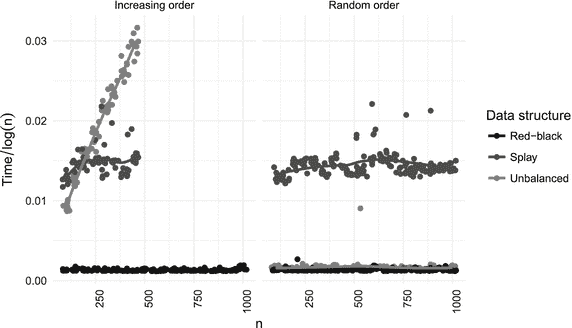 Increasing order
Random order
Time/log(n)
0.03
0.02
0.01
0.00
250
500
750
1000
250
500
750
1000
n
Data structure
Red−black
Splay
Unbalanced